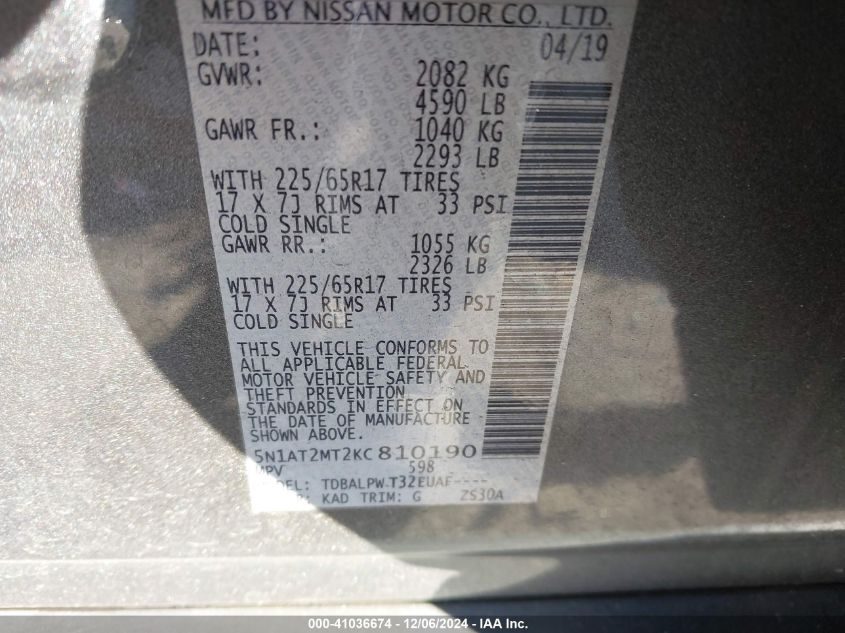 MFD BY NISSAN MOTOR CO., LTD.
DATE: 04/19
GVWR: 2082 KG
4590 LB
GAWR FR.: 1040 KG
2293 LB
WITH 225/65R17 TIRES
17 X 7J RIMS AT 33 PSI
COLD SINGLE
GAWR RR.: 1055 KG
2326 LB
WITH 225/65R17 TIRES
17 X 7J RIMS AT 33 PSI
COLD SINGLE
THIS VEHICLE CONFORMS TO
ALL APPLICABLE FEDERAL
MOTOR VEHICLE SAFETY AND
THEFT PREVENTION
STANDARDS IN EFFECT ON
THE DATE OF MANUFACTURE
SHOWN ABOVE.
5N1AT2MT2KC810190
MPV 598
MODEL: TDBALPW T32EUAF----
KAD TRIM: G ZS30A
000-41036674 - 12/06/2024 - IAA Inc.